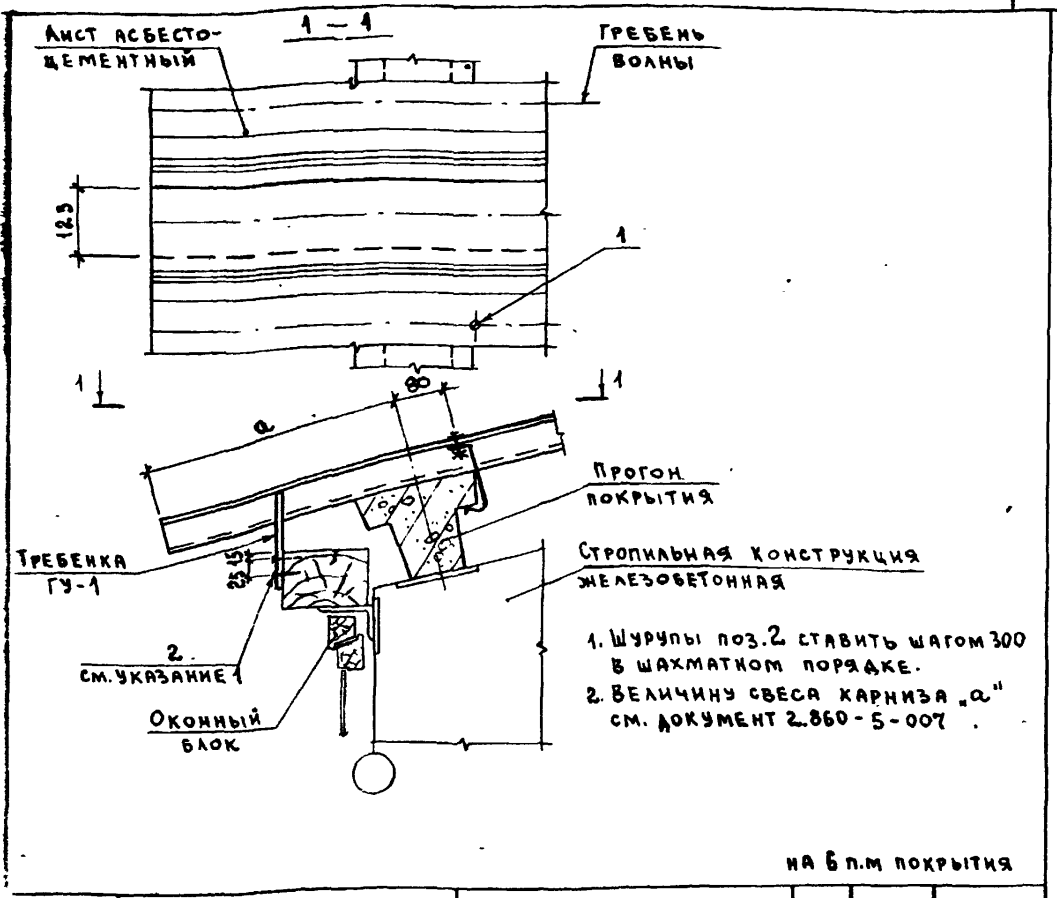 1 – 1
ЛИСТ АСБЕСТО-
ЦЕМЕНТНЫЙ
ГРЕБЕНЬ
ВОЛНЫ
123
1
1
1
80
а
ПРОГОН
ПОКРЫТИЯ
ГРЕБЕНКА
ГУ-1
15
25
СТРОПИЛЬНАЯ КОНСТРУКЦИЯ
ЖЕЛЕЗОБЕТОННАЯ
2
СМ. УКАЗАНИЕ 1
ОКОННЫЙ
БЛОК
1. ШУРУПЫ ПОЗ.2 СТАВИТЬ ШАГОМ 300
В ШАХМАТНОМ ПОРЯДКЕ.
2. ВЕЛИЧИНУ СВЕСА КАРНИЗА „а"
СМ. ДОКУМЕНТ 2.860-5-007.
НА 6 П.М ПОКРЫТИЯ